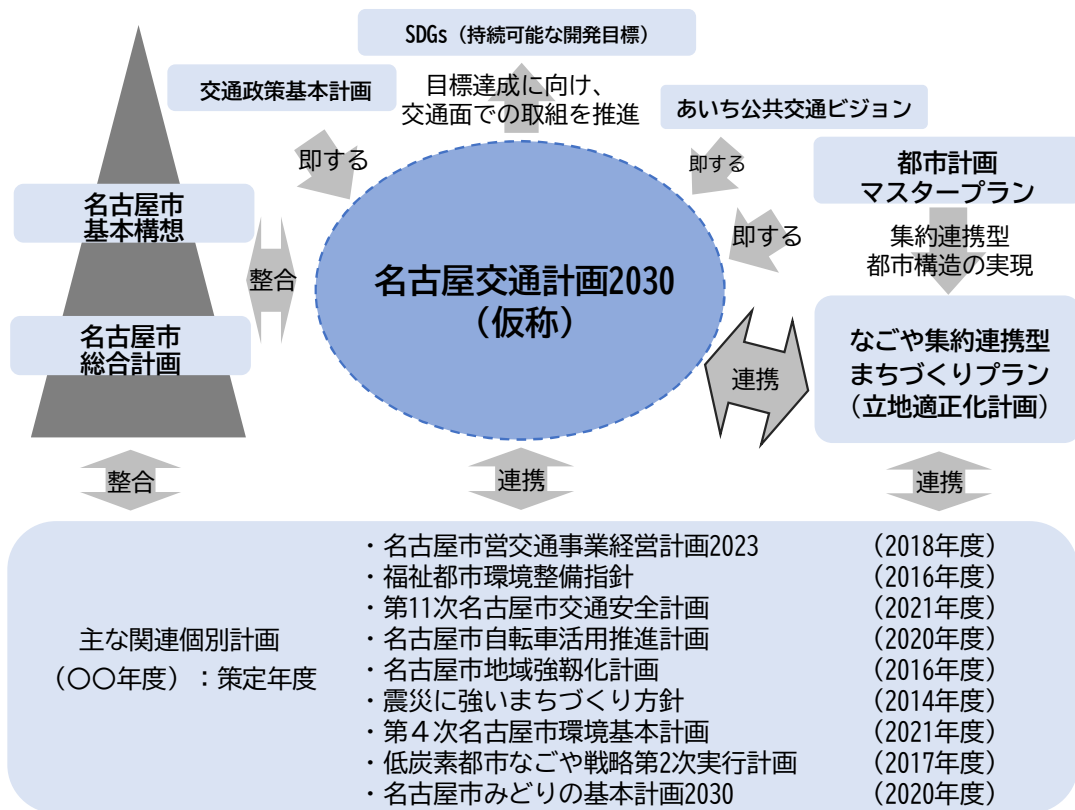 SDGs（持続可能な開発目標）
交通政策基本計画
目標達成に向け、
交通面での取組を推進
あいち公共交通ビジョン
即する
即する
都市計画
マスタープラン
名古屋市
基本構想
即する
集約連携型
都市構造の実現
整合
名古屋交通計画2030
（仮称）
名古屋市
総合計画
連携
なごや集約連携型
まちづくりプラン
（立地適正化計画）
整合
連携
連携
主な関連個別計画
（〇〇年度）：策定年度
・名古屋市営交通事業経営計画2023 （2018年度）
・福祉都市環境整備指針 （2016年度）
・第11次名古屋市交通安全計画 （2021年度）
・名古屋市自転車活用推進計画 （2020年度）
・名古屋市地域強靱化計画 （2016年度）
・震災に強いまちづくり方針 （2014年度）
・第４次名古屋市環境基本計画 （2021年度）
・低炭素都市なごや戦略第2次実行計画 （2017年度）
・名古屋市みどりの基本計画2030 （2020年度）